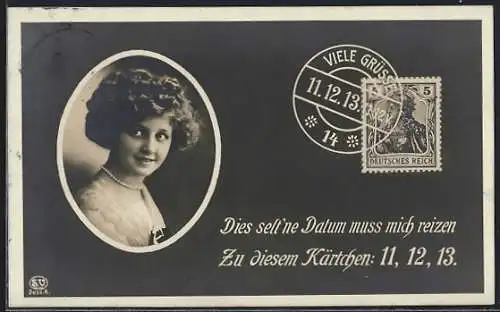 VIELE GRÜSSE
11.12.13.
* 14 *
5
DEUTSCHES REICH
Dies selt'ne Datum muss mich reizen
Zu diesem Kärtchen: 11, 12, 13.